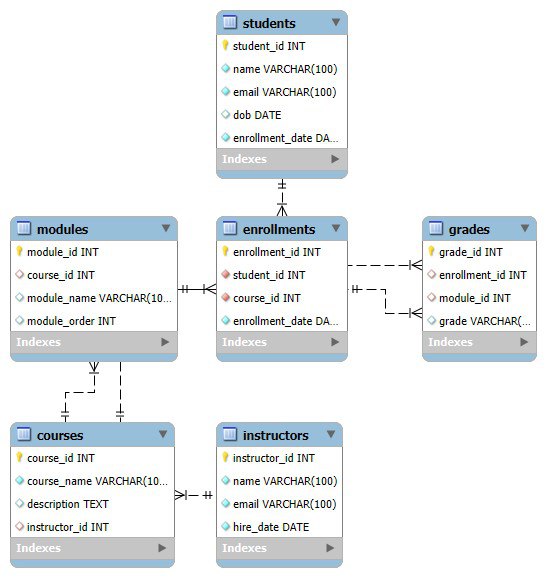 students
student_id INT
name VARCHAR(100)
email VARCHAR(100)
dob DATE
enrollment_date DA...
Indexes
modules
module_id INT
course_id INT
module_name VARCHAR(10...
module_order INT
Indexes
enrollments
enrollment_id INT
student_id INT
course_id INT
enrollment_date DA...
Indexes
grades
grade_id INT
enrollment_id INT
module_id INT
grade VARCHAR(...
Indexes
courses
course_id INT
course_name VARCHAR(10...
description TEXT
instructor_id INT
Indexes
instructors
instructor_id INT
name VARCHAR(100)
email VARCHAR(100)
hire_date DATE
Indexes